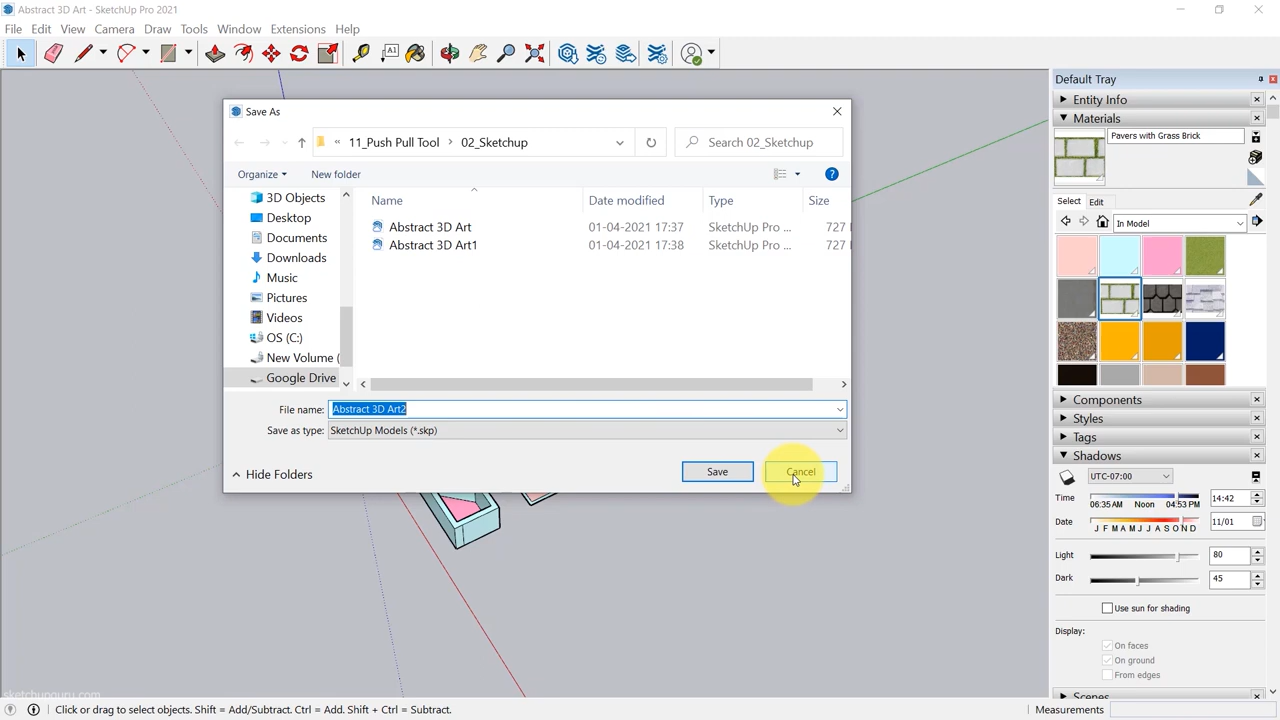 Abstract 3D Art - SketchUp Pro 2021
File Edit View Camera Draw Tools Window Extensions Help
Save As
« 11_Push Pull Tool › 02_Sketchup
Search 02_Sketchup
Organize New folder
3D Objects
Desktop
Documents
Downloads
Music
Pictures
Videos
OS (C:)
New Volume (
Google Drive
Name Date modified Type Size
Abstract 3D Art 01-04-2021 17:37 SketchUp Pro ... 727
Abstract 3D Art1 01-04-2021 17:38 SketchUp Pro ... 727
File name: Abstract 3D Art2
Save as type: SketchUp Models (*.skp)
Hide Folders
Save Cancel
Default Tray
Entity Info
Materials
Pavers with Grass Brick
Select Edit
In Model
Components
Styles
Tags
Shadows
UTC-07:00
Time 06:35 AM Noon 04:53 PM 14:42
Date J F M A M J J A S O N D 11/01
Light 80
Dark 45
Use sun for shading
Display:
On faces
On ground
From edges
Scenes
sketchupguru.com
Click or drag to select objects. Shift = Add/Subtract. Ctrl = Add. Shift + Ctrl = Subtract.
Measurements